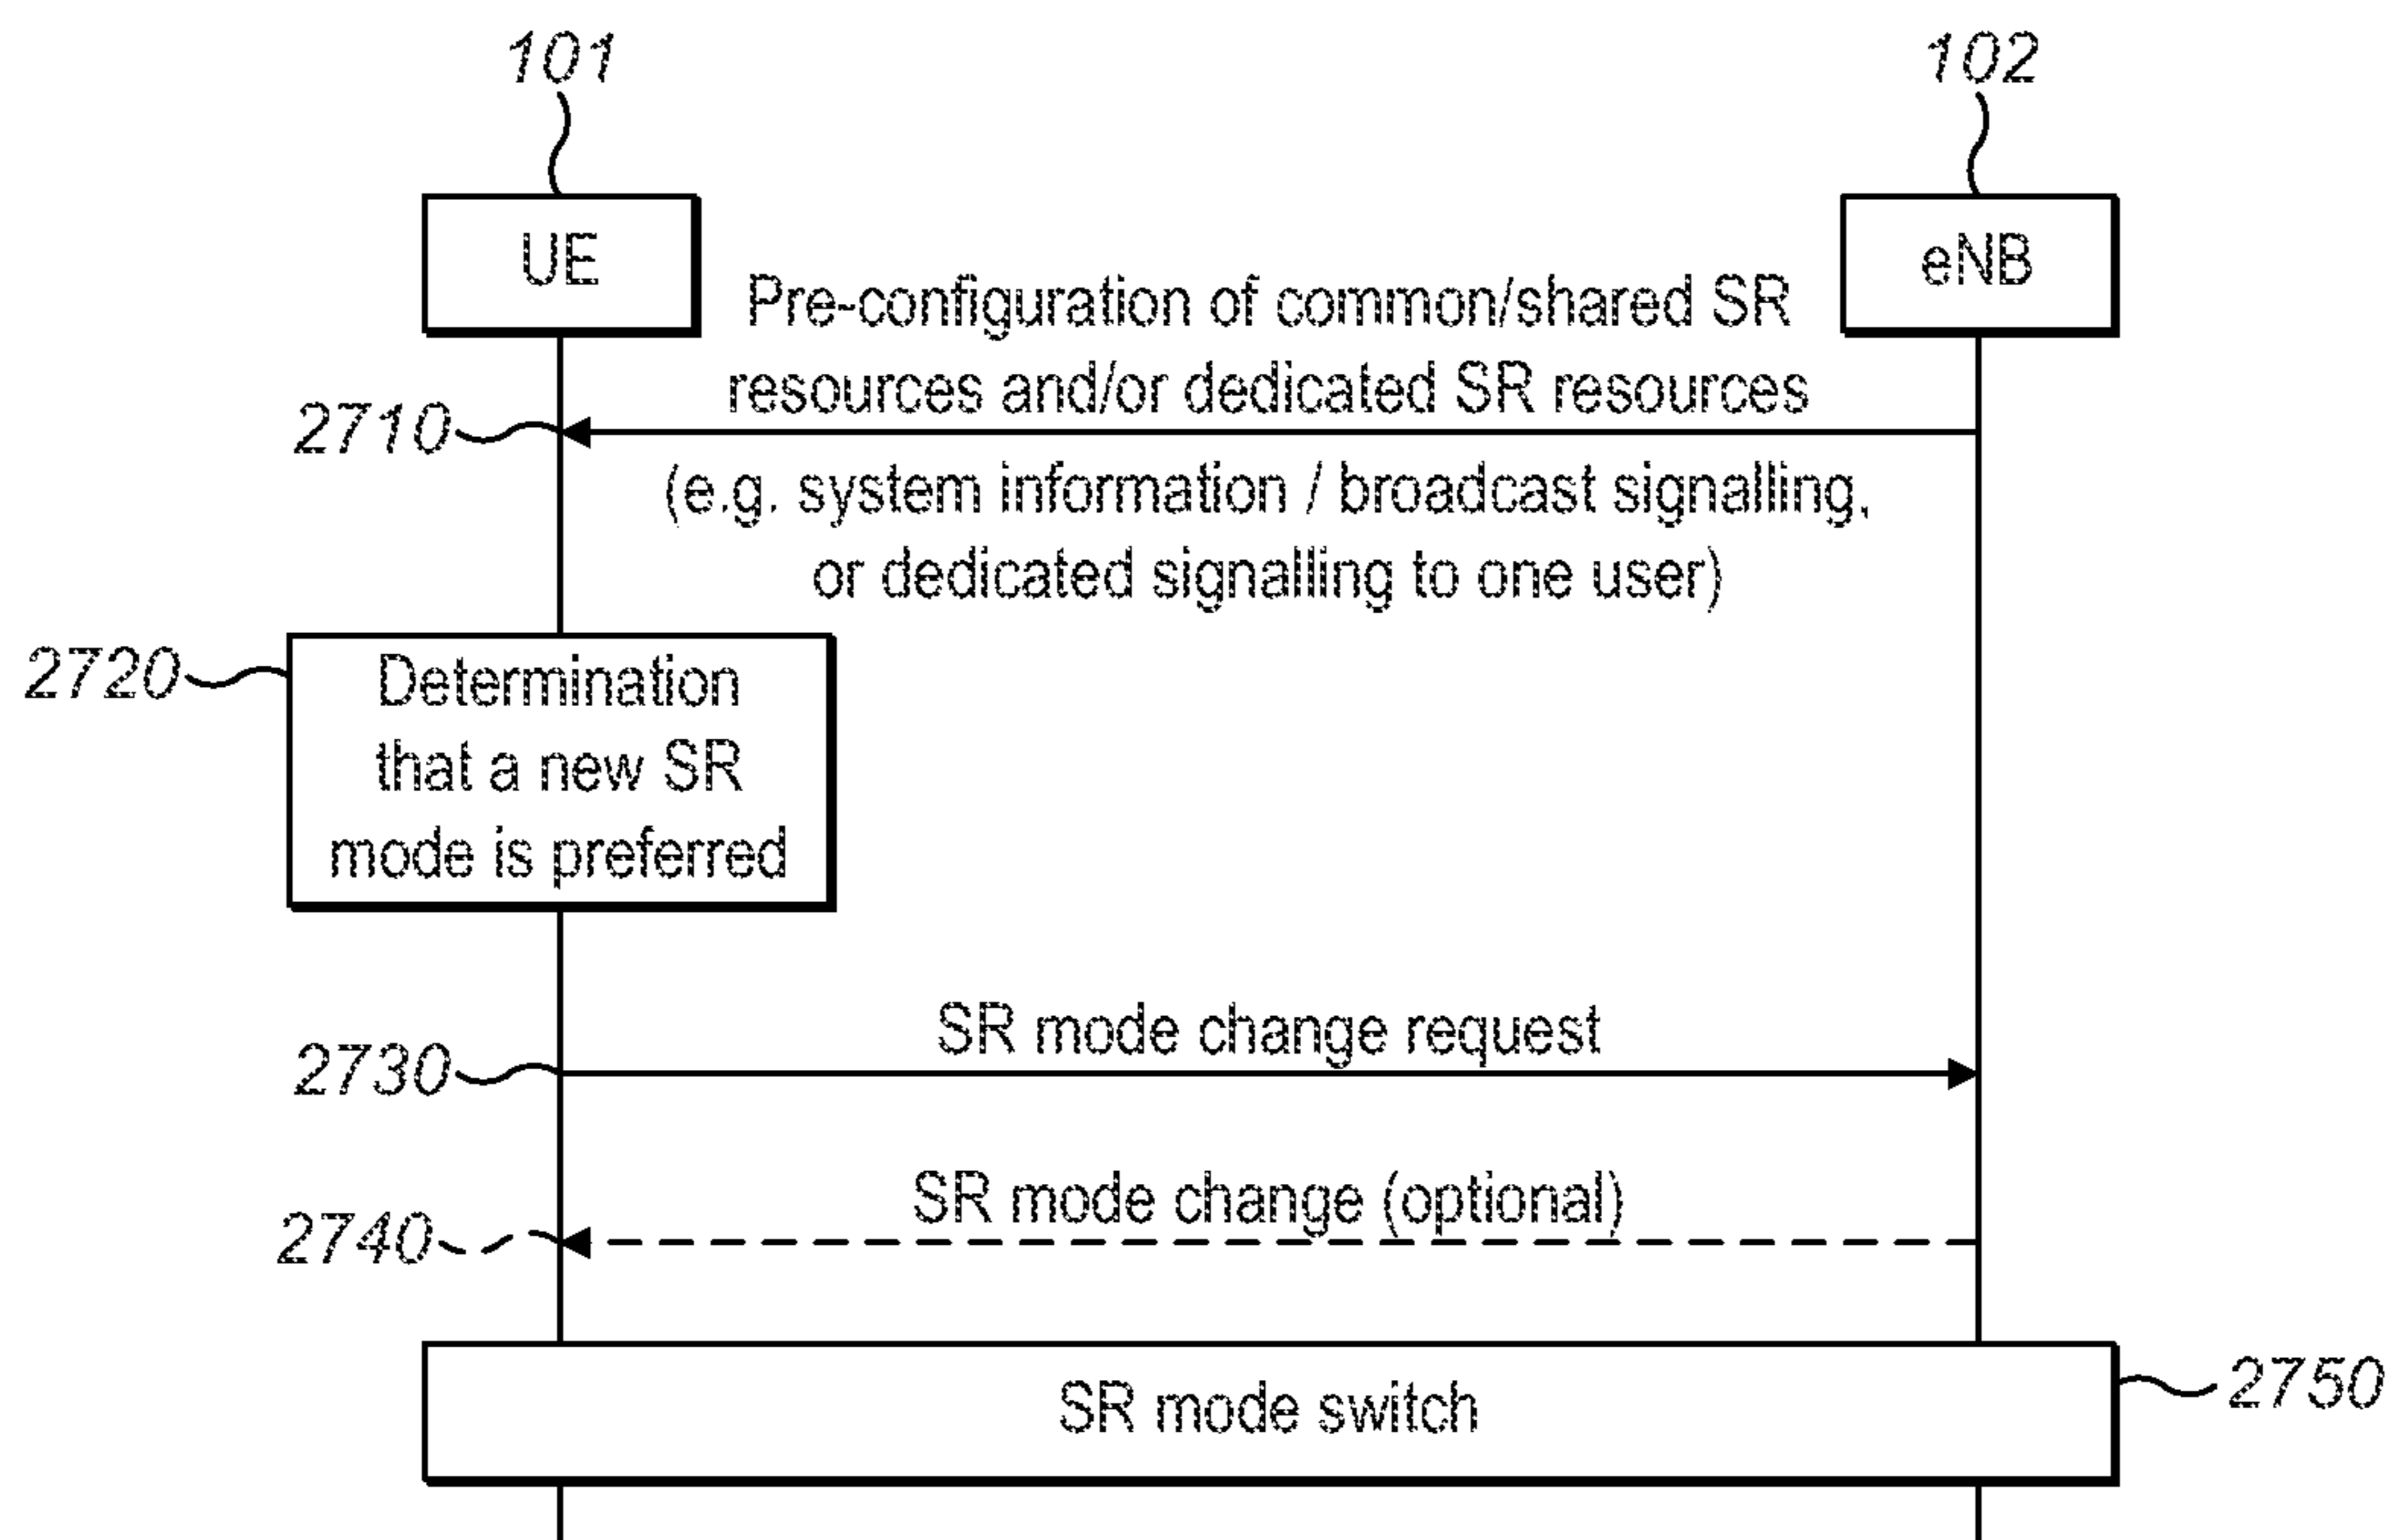 101
102
UE
eNB
Pre-configuration of common/shared SR
resources and/or dedicated SR resources
2710
(e.g. system information / broadcast signalling,
or dedicated signalling to one user)
2720
Determination
that a new SR
mode is preferred
SR mode change request
2730
SR mode change (optional)
2740
SR mode switch
2750